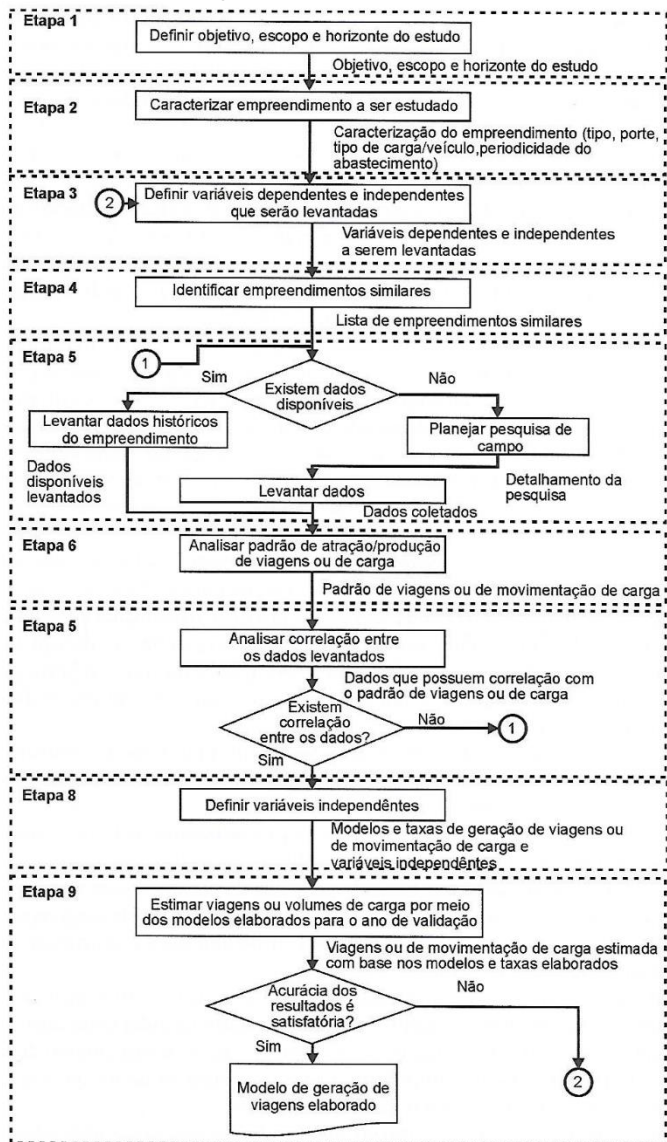 Etapa 1
Definir objetivo, escopo e horizonte do estudo
Objetivo, escopo e horizonte do estudo
Etapa 2
Caracterizar empreendimento a ser estudado
Caracterização do empreendimento (tipo, porte,
tipo de carga/veículo,periodicidade do
abastecimento)
Etapa 3
2
Definir variáveis dependentes e independentes
que serão levantadas
Variáveis dependentes e independentes
a serem levantadas
Etapa 4
Identificar empreendimentos similares
Lista de empreendimentos similares
Etapa 5
1
Sim
Existem dados
disponíveis
Não
Levantar dados históricos
do empreendimento
Planejar pesquisa de
campo
Dados
disponíveis
levantados
Detalhamento da
pesquisa
Levantar dados
Dados coletados
Etapa 6
Analisar padrão de atração/produção
de viagens ou de carga
Padrão de viagens ou de movimentação de carga
Etapa 5
Analisar correlação entre
os dados levantados
Dados que possuem correlação com
o padrão de viagens ou de carga
Existem
correlação
entre os dados?
Não
1
Sim
Etapa 8
Definir variáveis independêntes
Modelos e taxas de geração de viagens ou
de movimentação de carga e
variáveis independêntes
Etapa 9
Estimar viagens ou volumes de carga por meio
dos modelos elaborados para o ano de validação
Viagens ou de movimentação de carga estimada
com base nos modelos e taxas elaborados
Acurácia dos
resultados é
satisfatória?
Não
Sim
2
Modelo de geração de
viagens elaborado